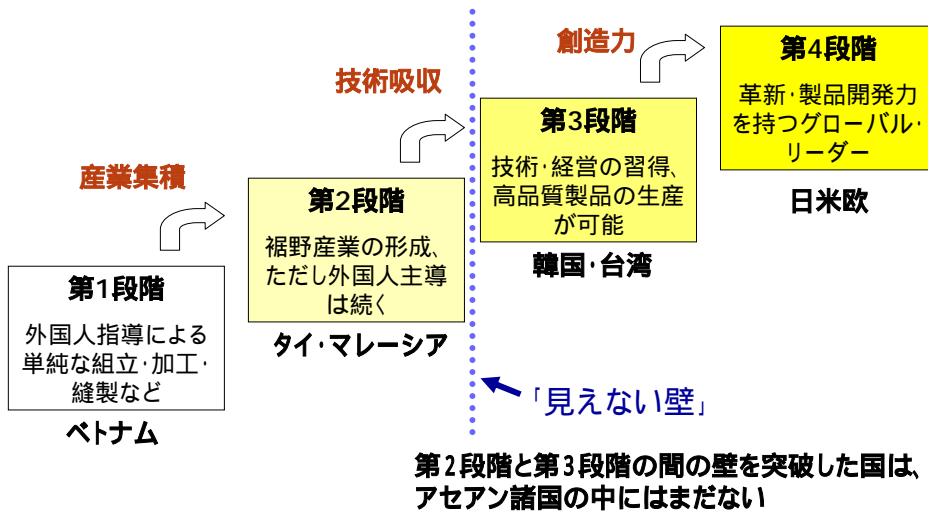 産業集積
技術吸収
創造力
第1段階
外国人指導による
単純な組立･加工･
縫製など
ベトナム
第2段階
裾野産業の形成、
ただし外国人主導
は続く
タイ･マレーシア
第3段階
技術･経営の習得、
高品質製品の生産
が可能
韓国･台湾
第4段階
革新･製品開発力
を持つグローバル･
リーダー
日米欧
「見えない壁」
第2段階と第3段階の間の壁を突破した国は、
アセアン諸国の中にはまだない